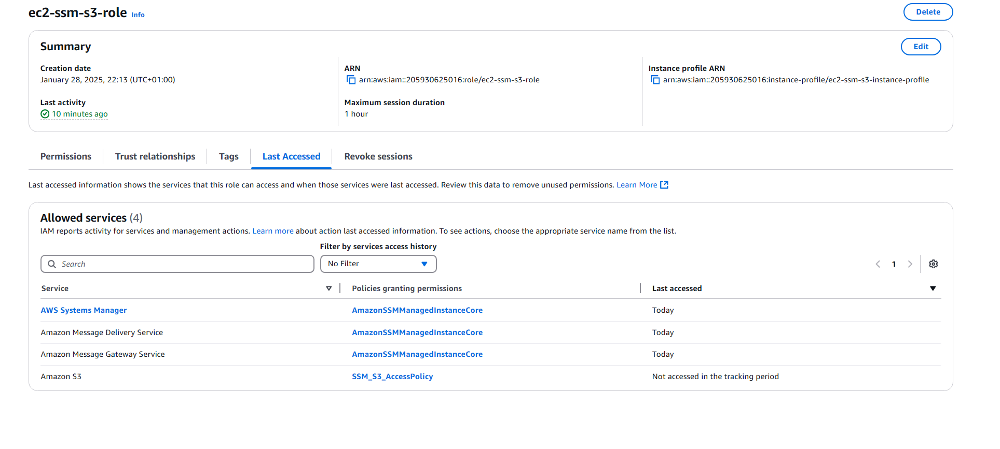 ec2-ssm-s3-role Info
Delete
Summary
Edit
Creation date
January 28, 2025, 22:13 (UTC+01:00)
ARN
arn:aws:iam::205930625016:role/ec2-ssm-s3-role
Instance profile ARN
arn:aws:iam::205930625016:instance-profile/ec2-ssm-s3-instance-profile
Last activity
10 minutes ago
Maximum session duration
1 hour
Permissions
Trust relationships
Tags
Last Accessed
Revoke sessions
Last accessed information shows the services that this role can access and when those services were last accessed. Review this data to remove unused permissions. Learn More
Allowed services (4)
IAM reports activity for services and management actions. Learn more about action last accessed information. To see actions, choose the appropriate service name from the list.
Filter by services access history
Search
No Filter
1
Service
Policies granting permissions
Last accessed
AWS Systems Manager
AmazonSSMManagedInstanceCore
Today
Amazon Message Delivery Service
AmazonSSMManagedInstanceCore
Today
Amazon Message Gateway Service
AmazonSSMManagedInstanceCore
Today
Amazon S3
SSM_S3_AccessPolicy
Not accessed in the tracking period